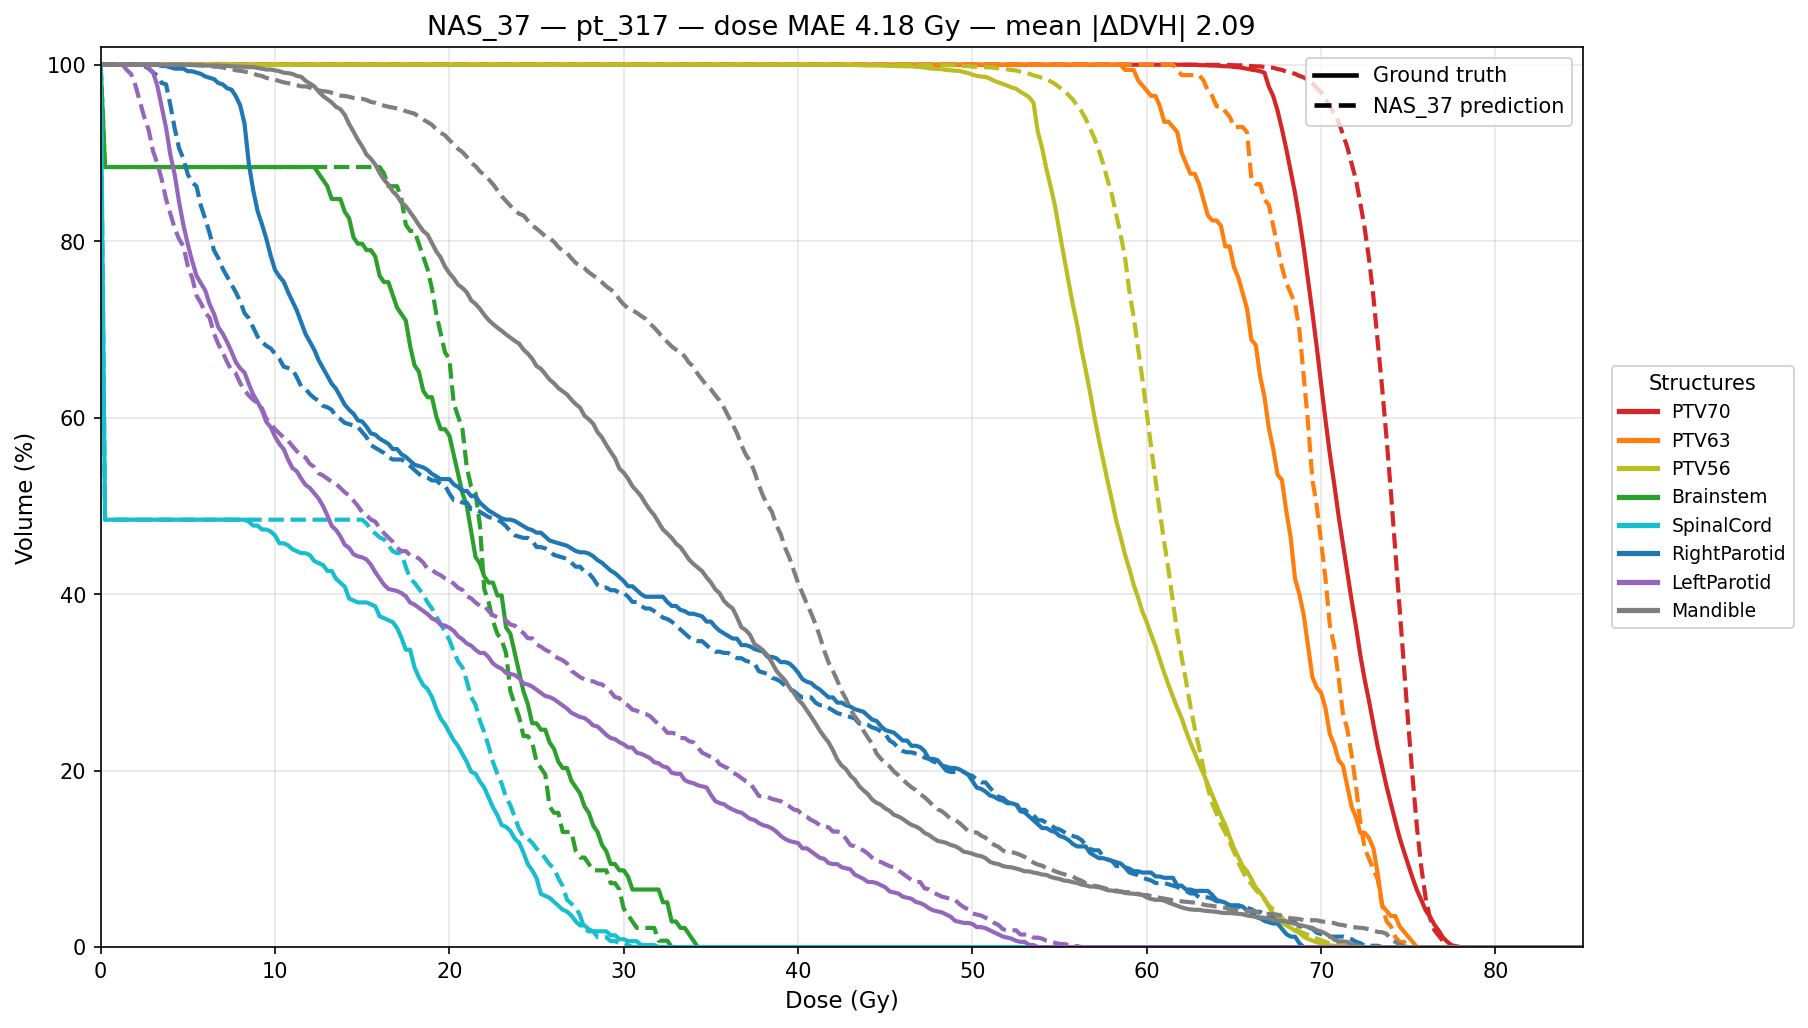 NAS_37 — pt_317 — dose MAE 4.18 Gy — mean |ΔDVH| 2.09
Ground truth
NAS_37 prediction
Volume (%)
100
80
60
40
20
0
0 10 20 30 40 50 60 70 80
Dose (Gy)
Structures
PTV70
PTV63
PTV56
Brainstem
SpinalCord
RightParotid
LeftParotid
Mandible